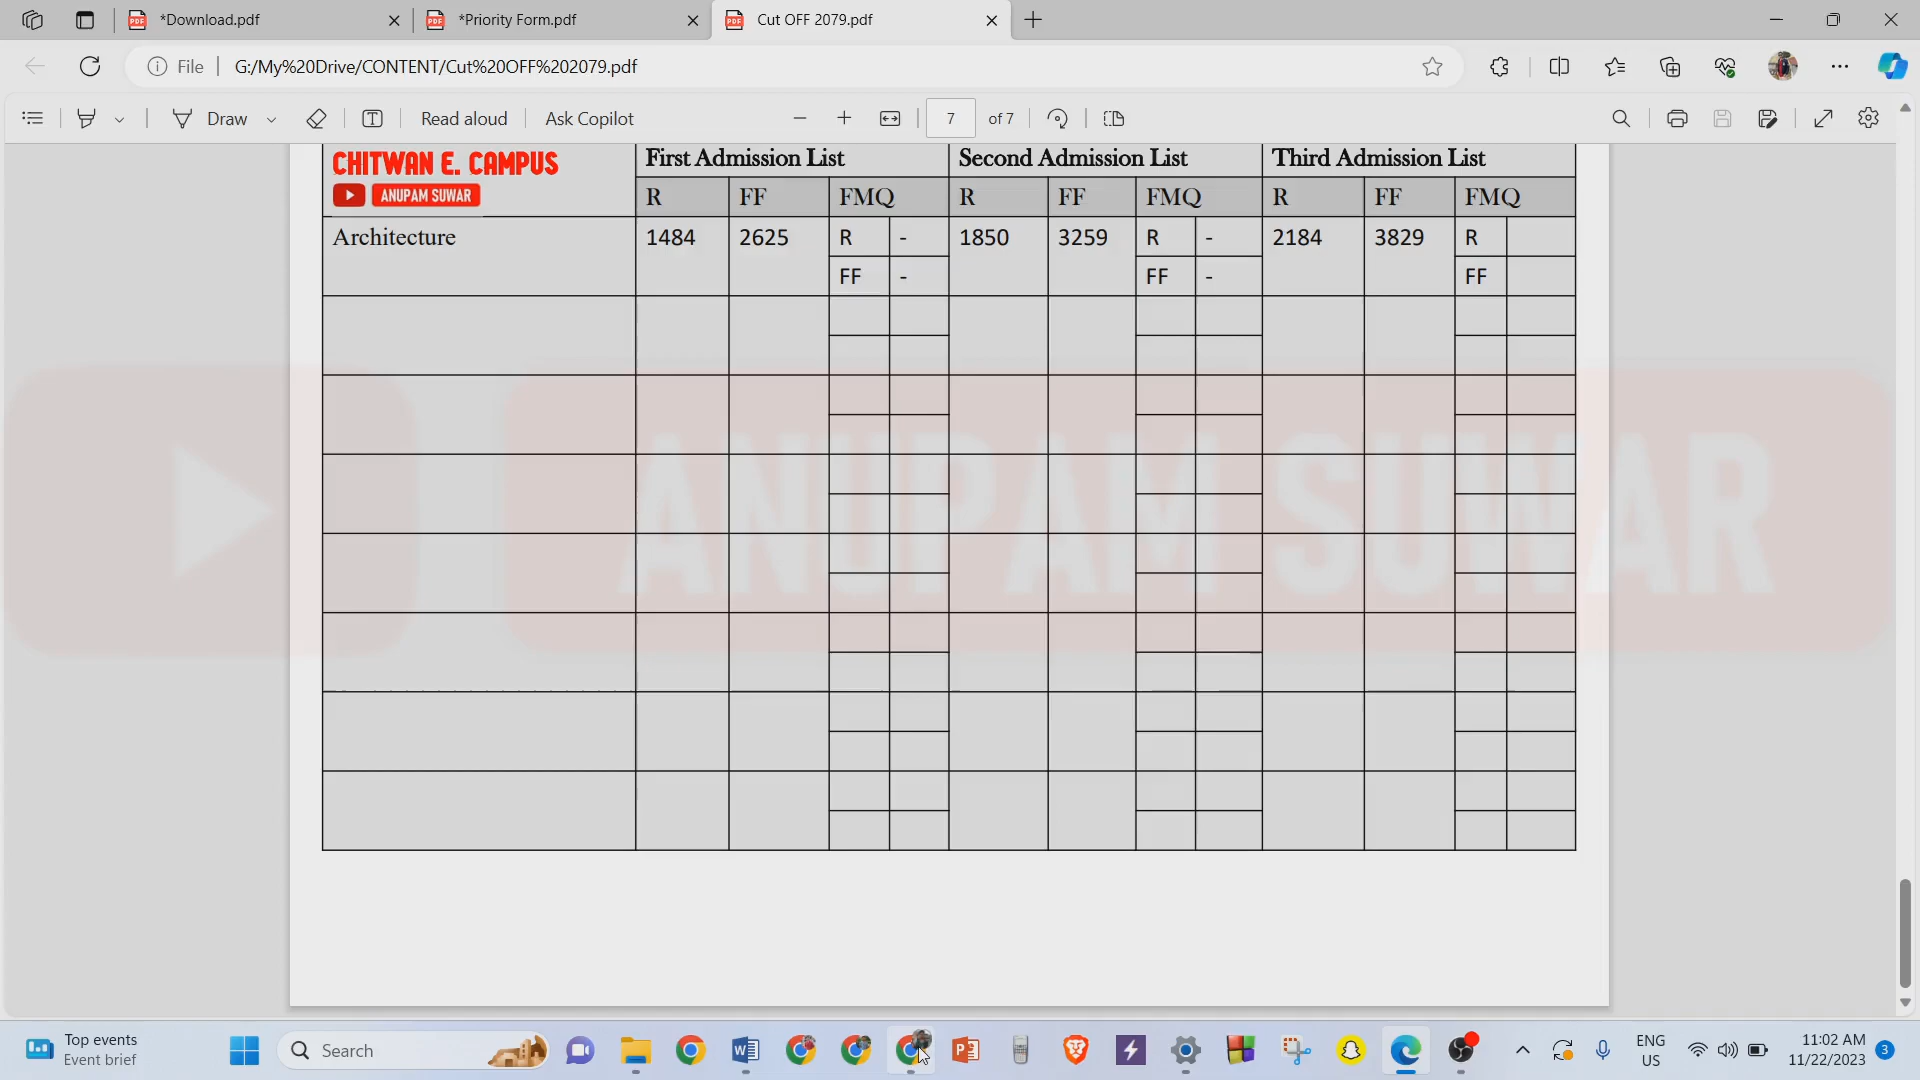 *Download.pdf
*Priority Form.pdf
Cut OFF 2079.pdf
File
G:/My%20Drive/CONTENT/Cut%20OFF%202079.pdf
Draw
Read aloud
Ask Copilot
7 of 7
CHITWAN E. CAMPUS
ANUPAM SUWAR
First Admission List Second Admission List Third Admission List
R FF FMQ R FF FMQ R FF FMQ
Architecture 1484 2625 R - 1850 3259 R - 2184 3829 R
FF - FF - FF
ANUPAM SUWAR
Top events
Event brief
Search
ENG
US
11:02 AM
11/22/2023
3